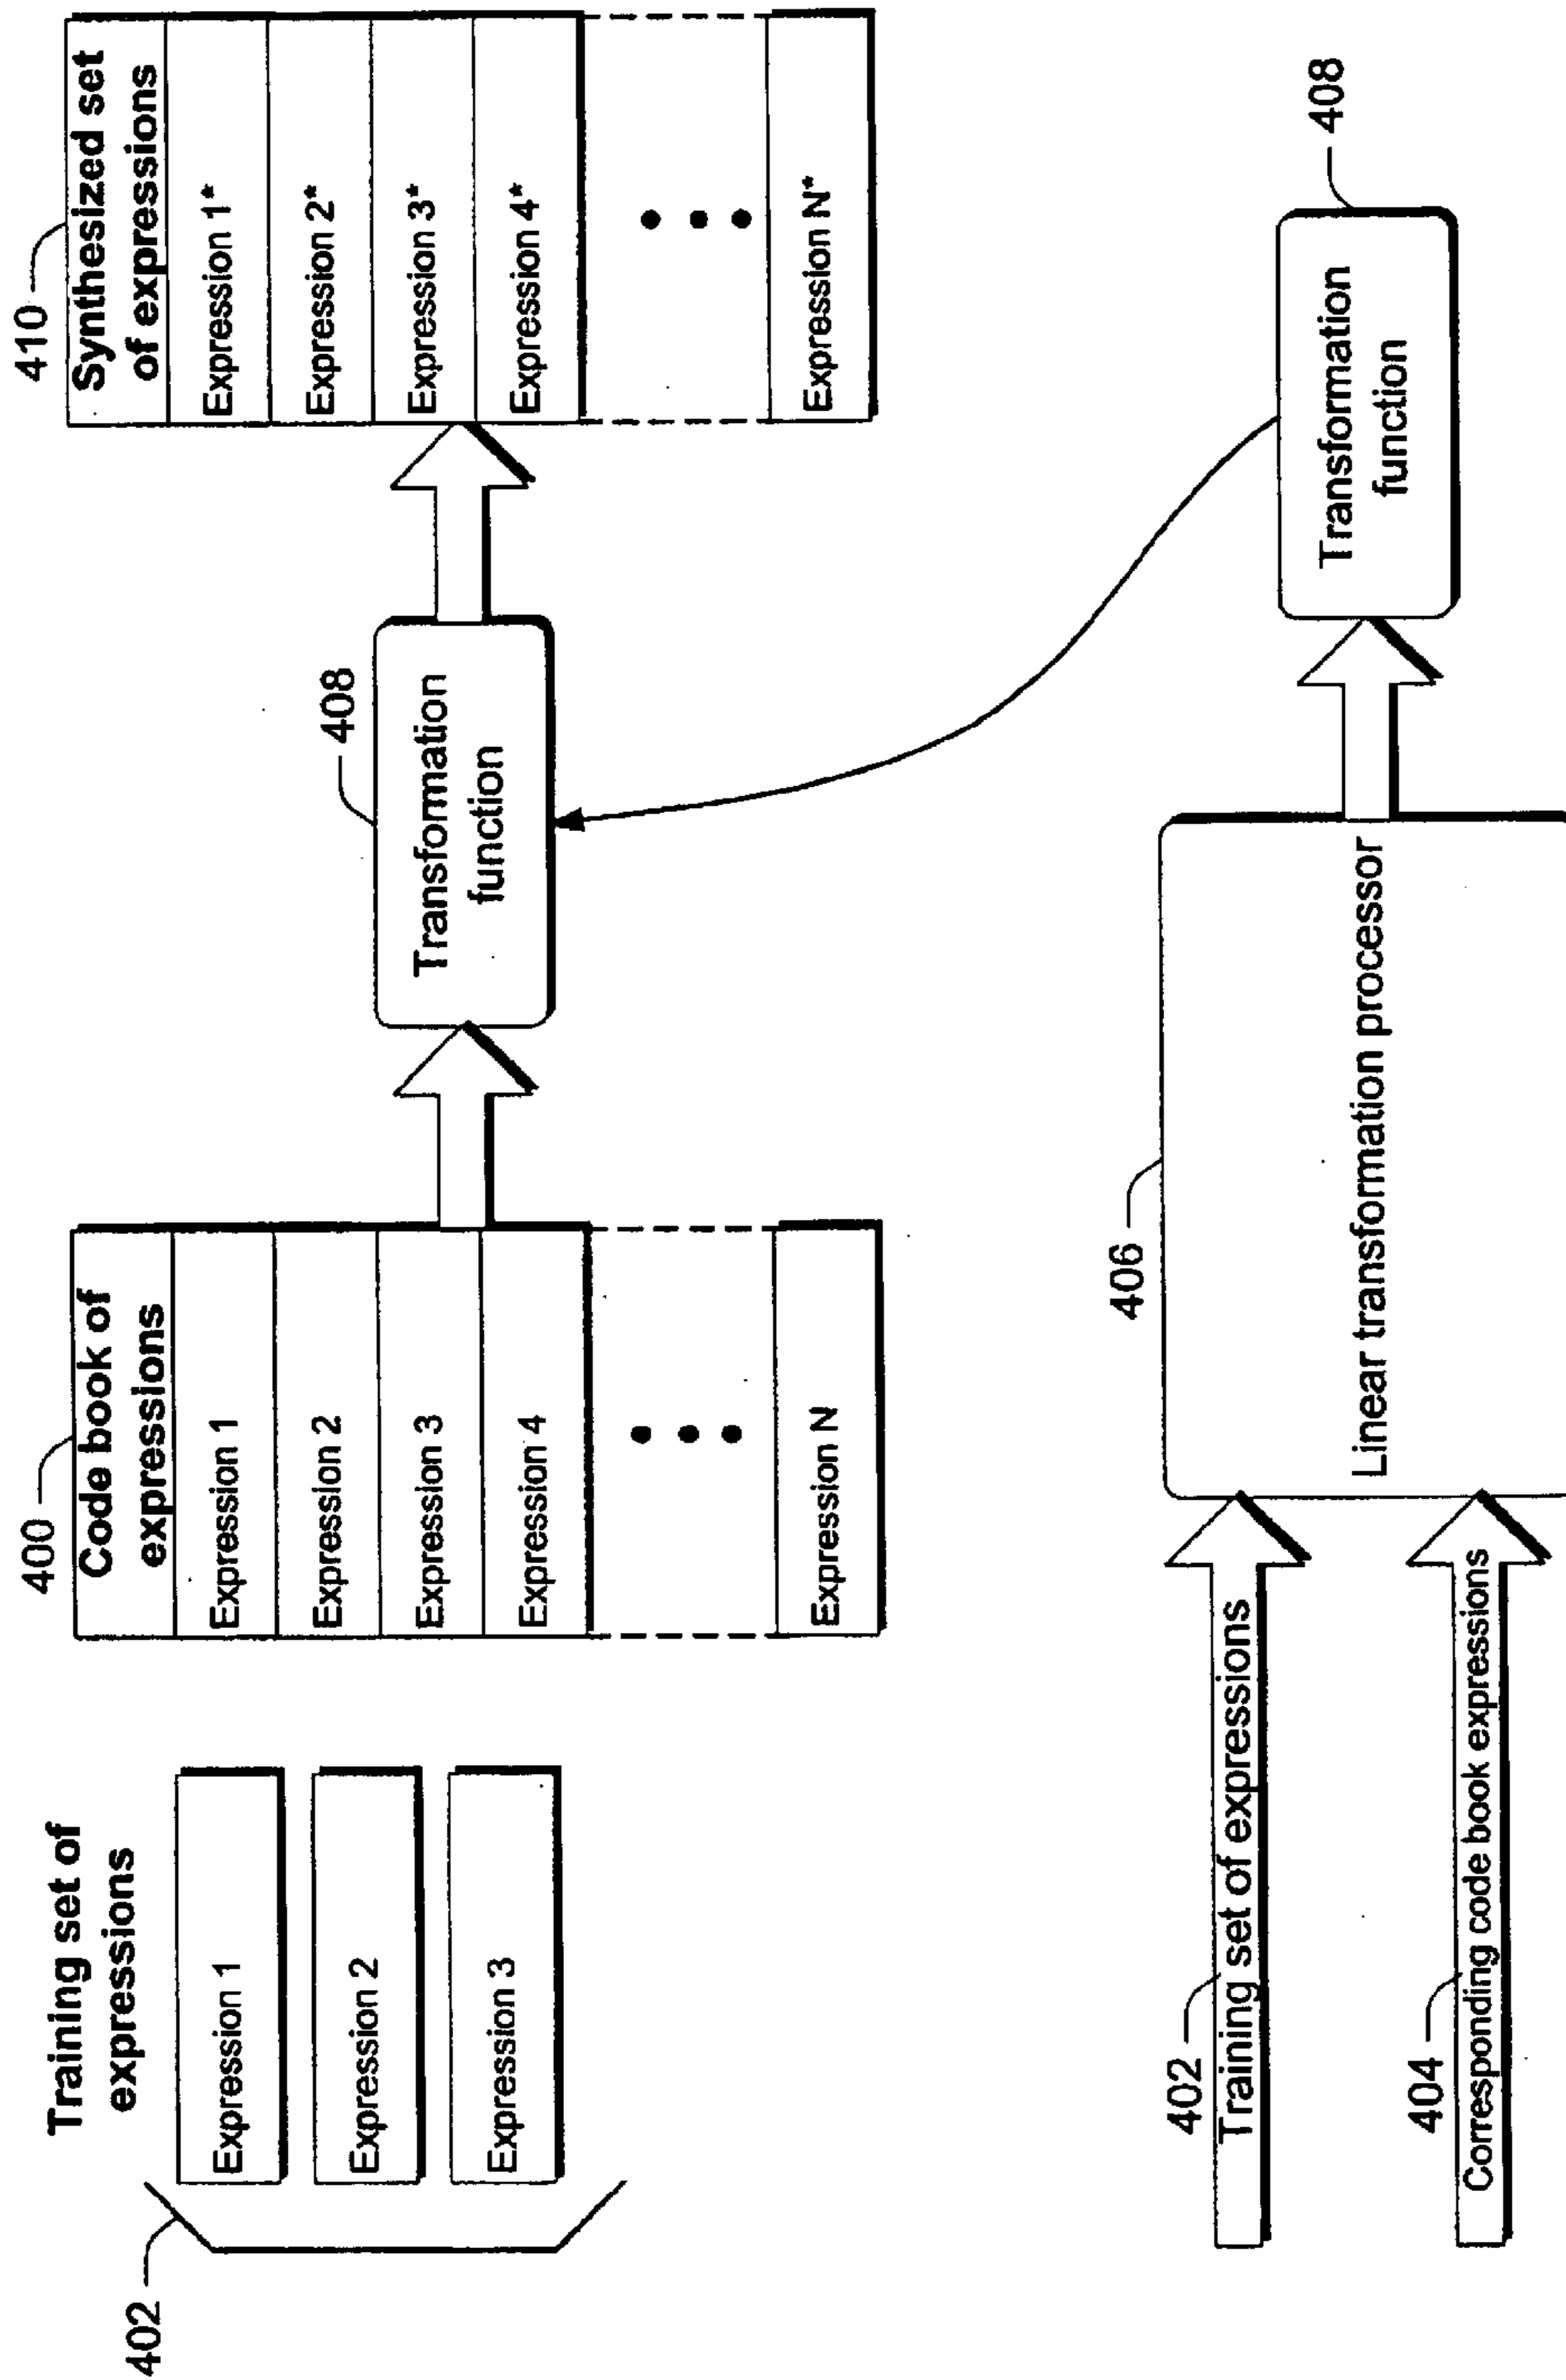 402
Training set of
expressions
Expression 1
Expression 2
Expression 3
400
Code book of
expressions
Expression 1
Expression 2
Expression 3
Expression 4
Expression N
408
Transformation
function
410
Synthesized set
of expressions
Expression 1*
Expression 2*
Expression 3*
Expression 4*
Expression N*
402
Training set of expressions
404
Corresponding code book expressions
406
Linear transformation processor
408
Transformation
function